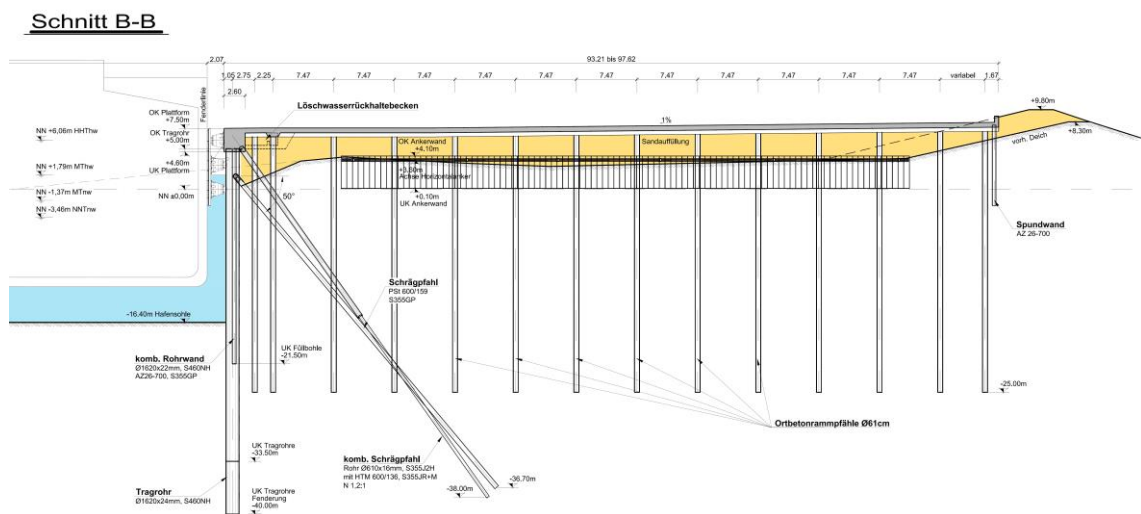 Schnitt B-B
2.07
93.21 bis 97.62
1.05
2.75
2.25
7.47
7.47
7.47
7.47
7.47
7.47
7.47
7.47
7.47
7.47
7.47
variabel
1.67
2.60
Fenderlinie
Löschwasserrückhaltebecken
1%
+9.80m
+8.30m
vorh. Deich
OK Plattform
+7.50m
NN +6,06m HHThw
OK Tragrohr
+5.00m
OK Ankerwand
+4.10m
Sandauffüllung
NN +1,79m MThw
+4.60m
UK Plattform
+3.50m
Achse Horizontalanker
NN -1,37m MTnw
NN ±0,00m
50°
+0.10m
UK Ankerwand
NN -3,46m NNTnw
Spundwand
AZ 26-700
Schrägpfahl
PSt 600/159
S355GP
-16.40m Hafensohle
UK Füllbohle
-21.50m
komb. Rohrwand
Ø1620x22mm, S460NH
AZ26-700, S355GP
-25.00m
Ortbetonrammpfähle Ø61cm
UK Tragrohre
-33.50m
komb. Schrägpfahl
Rohr Ø610x16mm, S355J2H
mit HTM 600/136, S355JR+M
N 1,2:1
-36.70m
-38.00m
Tragrohr
Ø1620x24mm, S460NH
UK Tragrohre
Fenderung
-40.00m